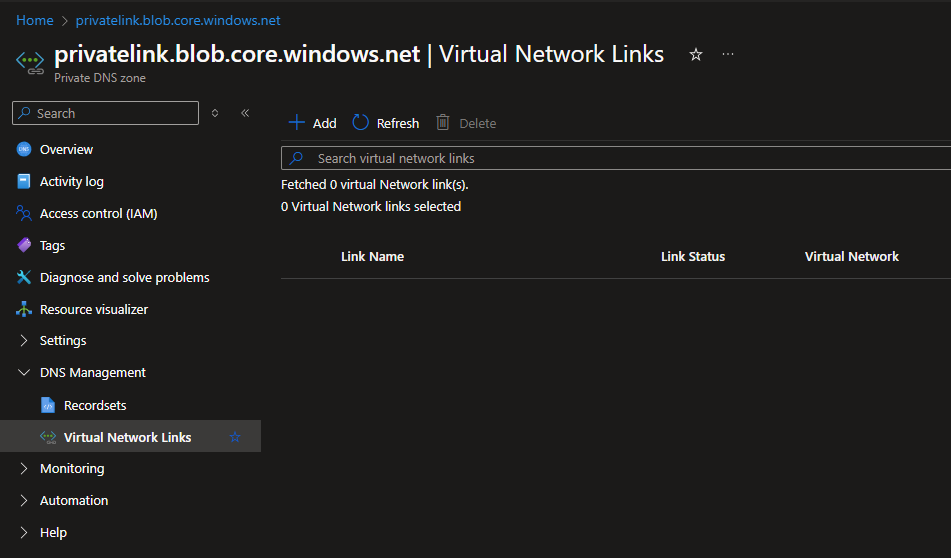 Home > privatelink.blob.core.windows.net
privatelink.blob.core.windows.net | Virtual Network Links
Private DNS zone
Search
Overview
Activity log
Access control (IAM)
Tags
Diagnose and solve problems
Resource visualizer
Settings
DNS Management
Recordsets
Virtual Network Links
Monitoring
Automation
Help
Add Refresh Delete
Search virtual network links
Fetched 0 virtual Network link(s).
0 Virtual Network links selected
Link Name Link Status Virtual Network